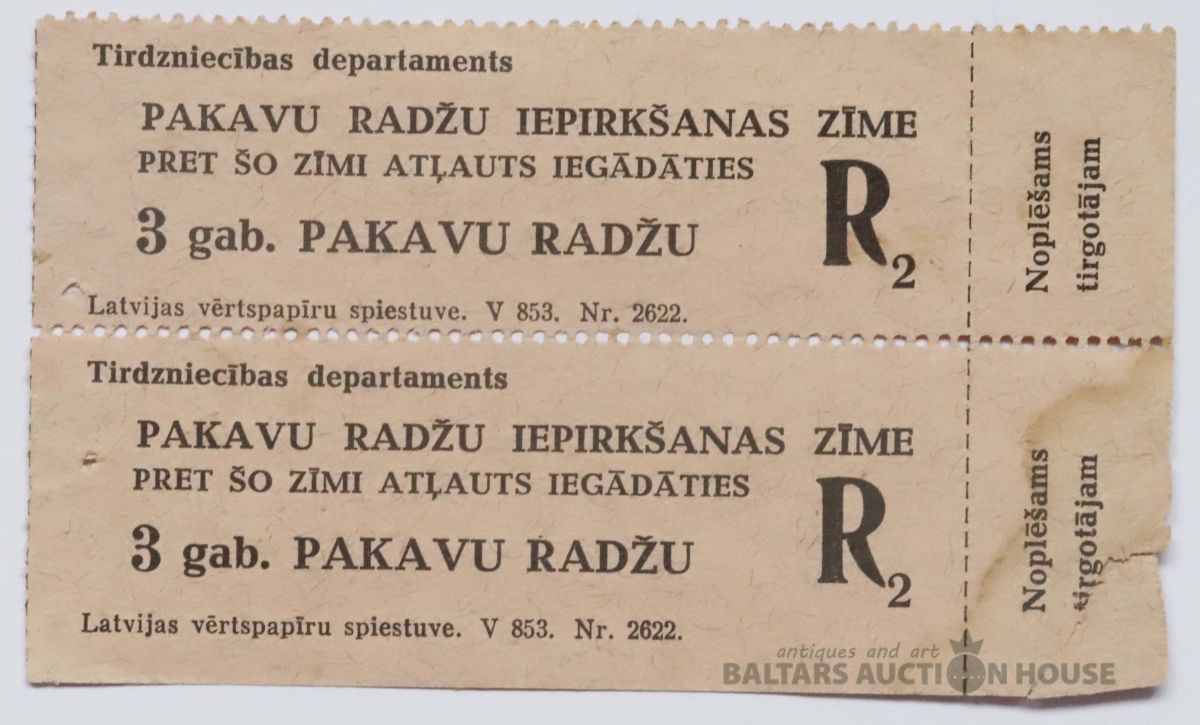 Tirdzniecības departaments
PAKAVU RADŽU IEPIRKŠANAS ZĪME
PRET ŠO ZĪMI ATĻAUTS IEGĀDĀTIES
3 gab. PAKAVU RADŽU
R2
Latvijas vērtspapīru spiestuve. V 853. Nr. 2622.
Noplēšams
tirgotājam
Tirdzniecības departaments
PAKAVU RADŽU IEPIRKŠANAS ZĪME
PRET ŠO ZĪMI ATĻAUTS IEGĀDĀTIES
3 gab. PAKAVU RADŽU
R2
Latvijas vērtspapīru spiestuve. V 853. Nr. 2622.
Noplēšams
tirgotājam
antiques and art
BALTARS AUCTION HOUSE